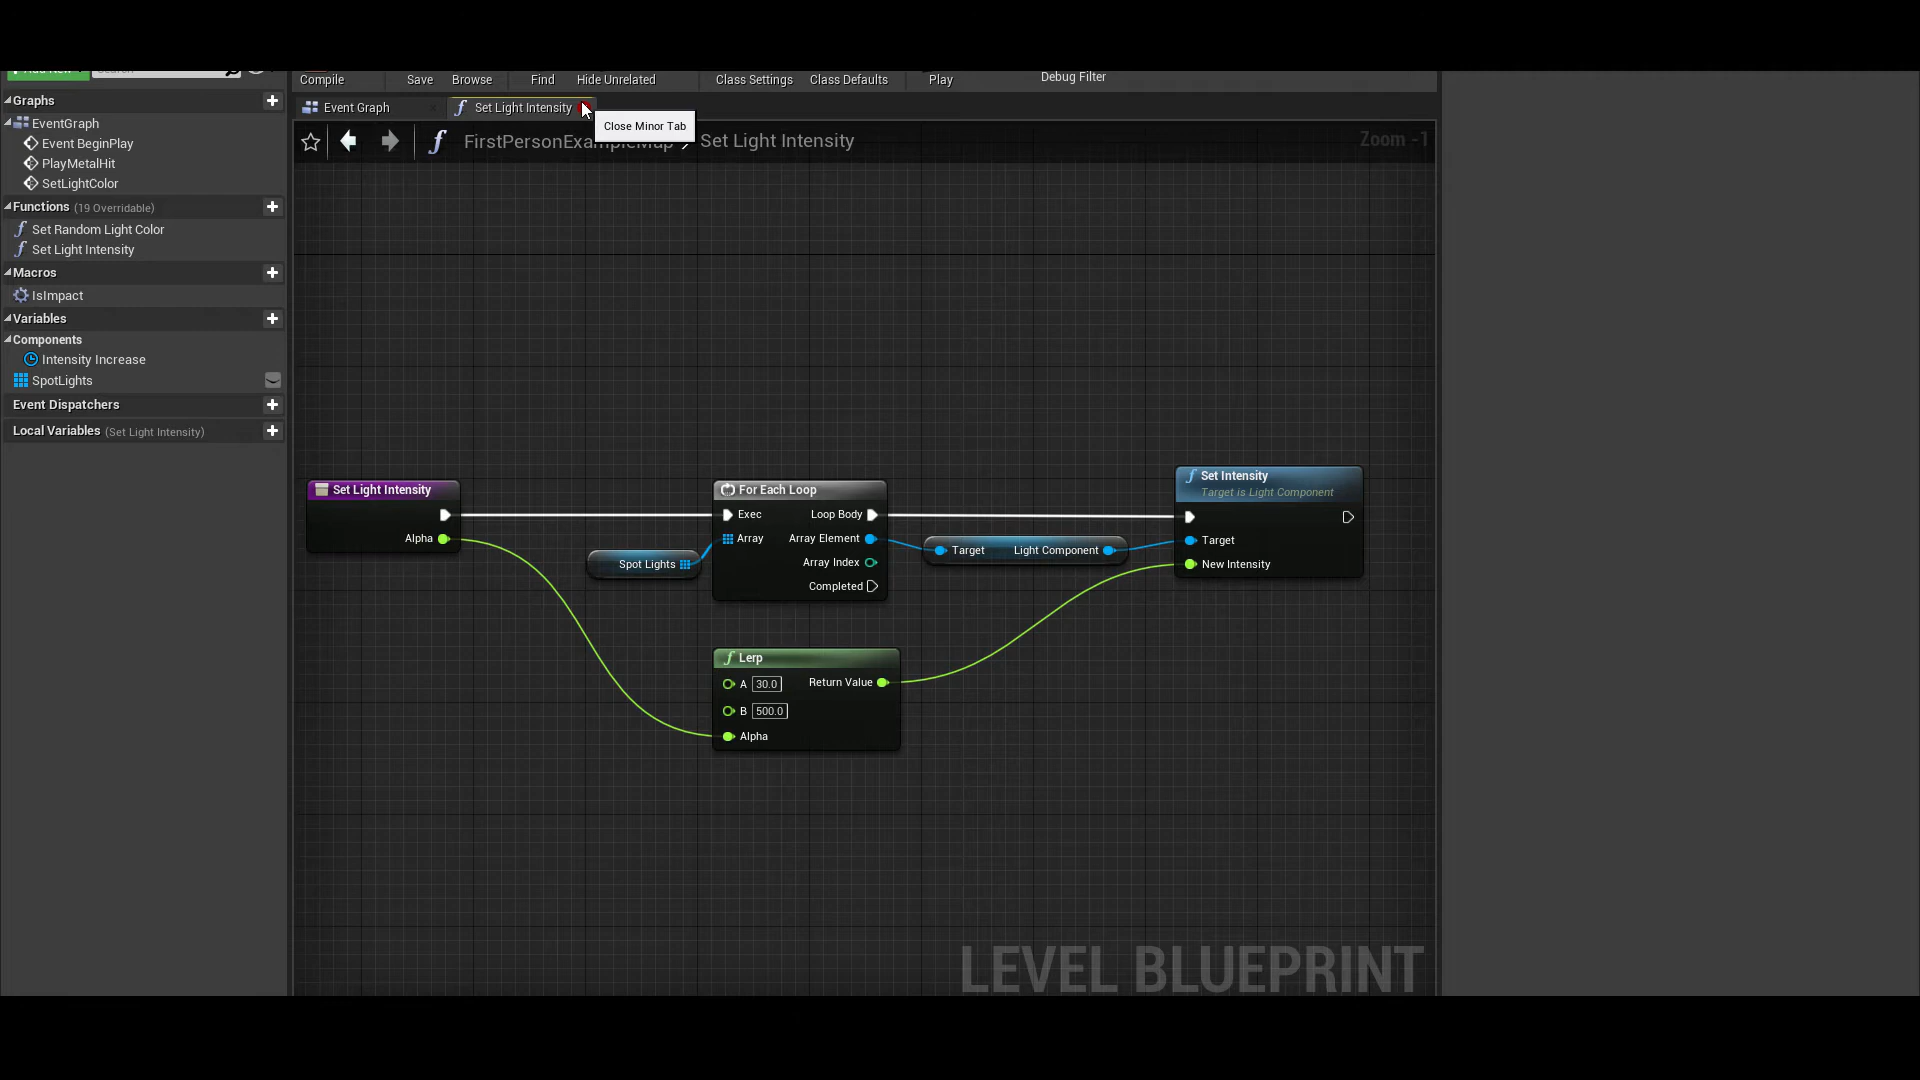 Compile Save Browse Find Hide Unrelated Class Settings Class Defaults Play Debug Filter
Event Graph Set Light Intensity
Close Minor Tab
FirstPersonExampleMap > Set Light Intensity Zoom -1
Graphs
EventGraph
Event BeginPlay
PlayMetalHit
SetLightColor
Functions (19 Overridable)
Set Random Light Color
Set Light Intensity
Macros
IsImpact
Variables
Components
Intensity Increase
SpotLights
Event Dispatchers
Local Variables (Set Light Intensity)
Set Light Intensity
Alpha
Spot Lights
For Each Loop
Exec Loop Body
Array Array Element
Array Index
Completed
Target Light Component
Set Intensity
Target is Light Component
Target
New Intensity
Lerp
A 30.0 Return Value
B 500.0
Alpha
LEVEL BLUEPRINT